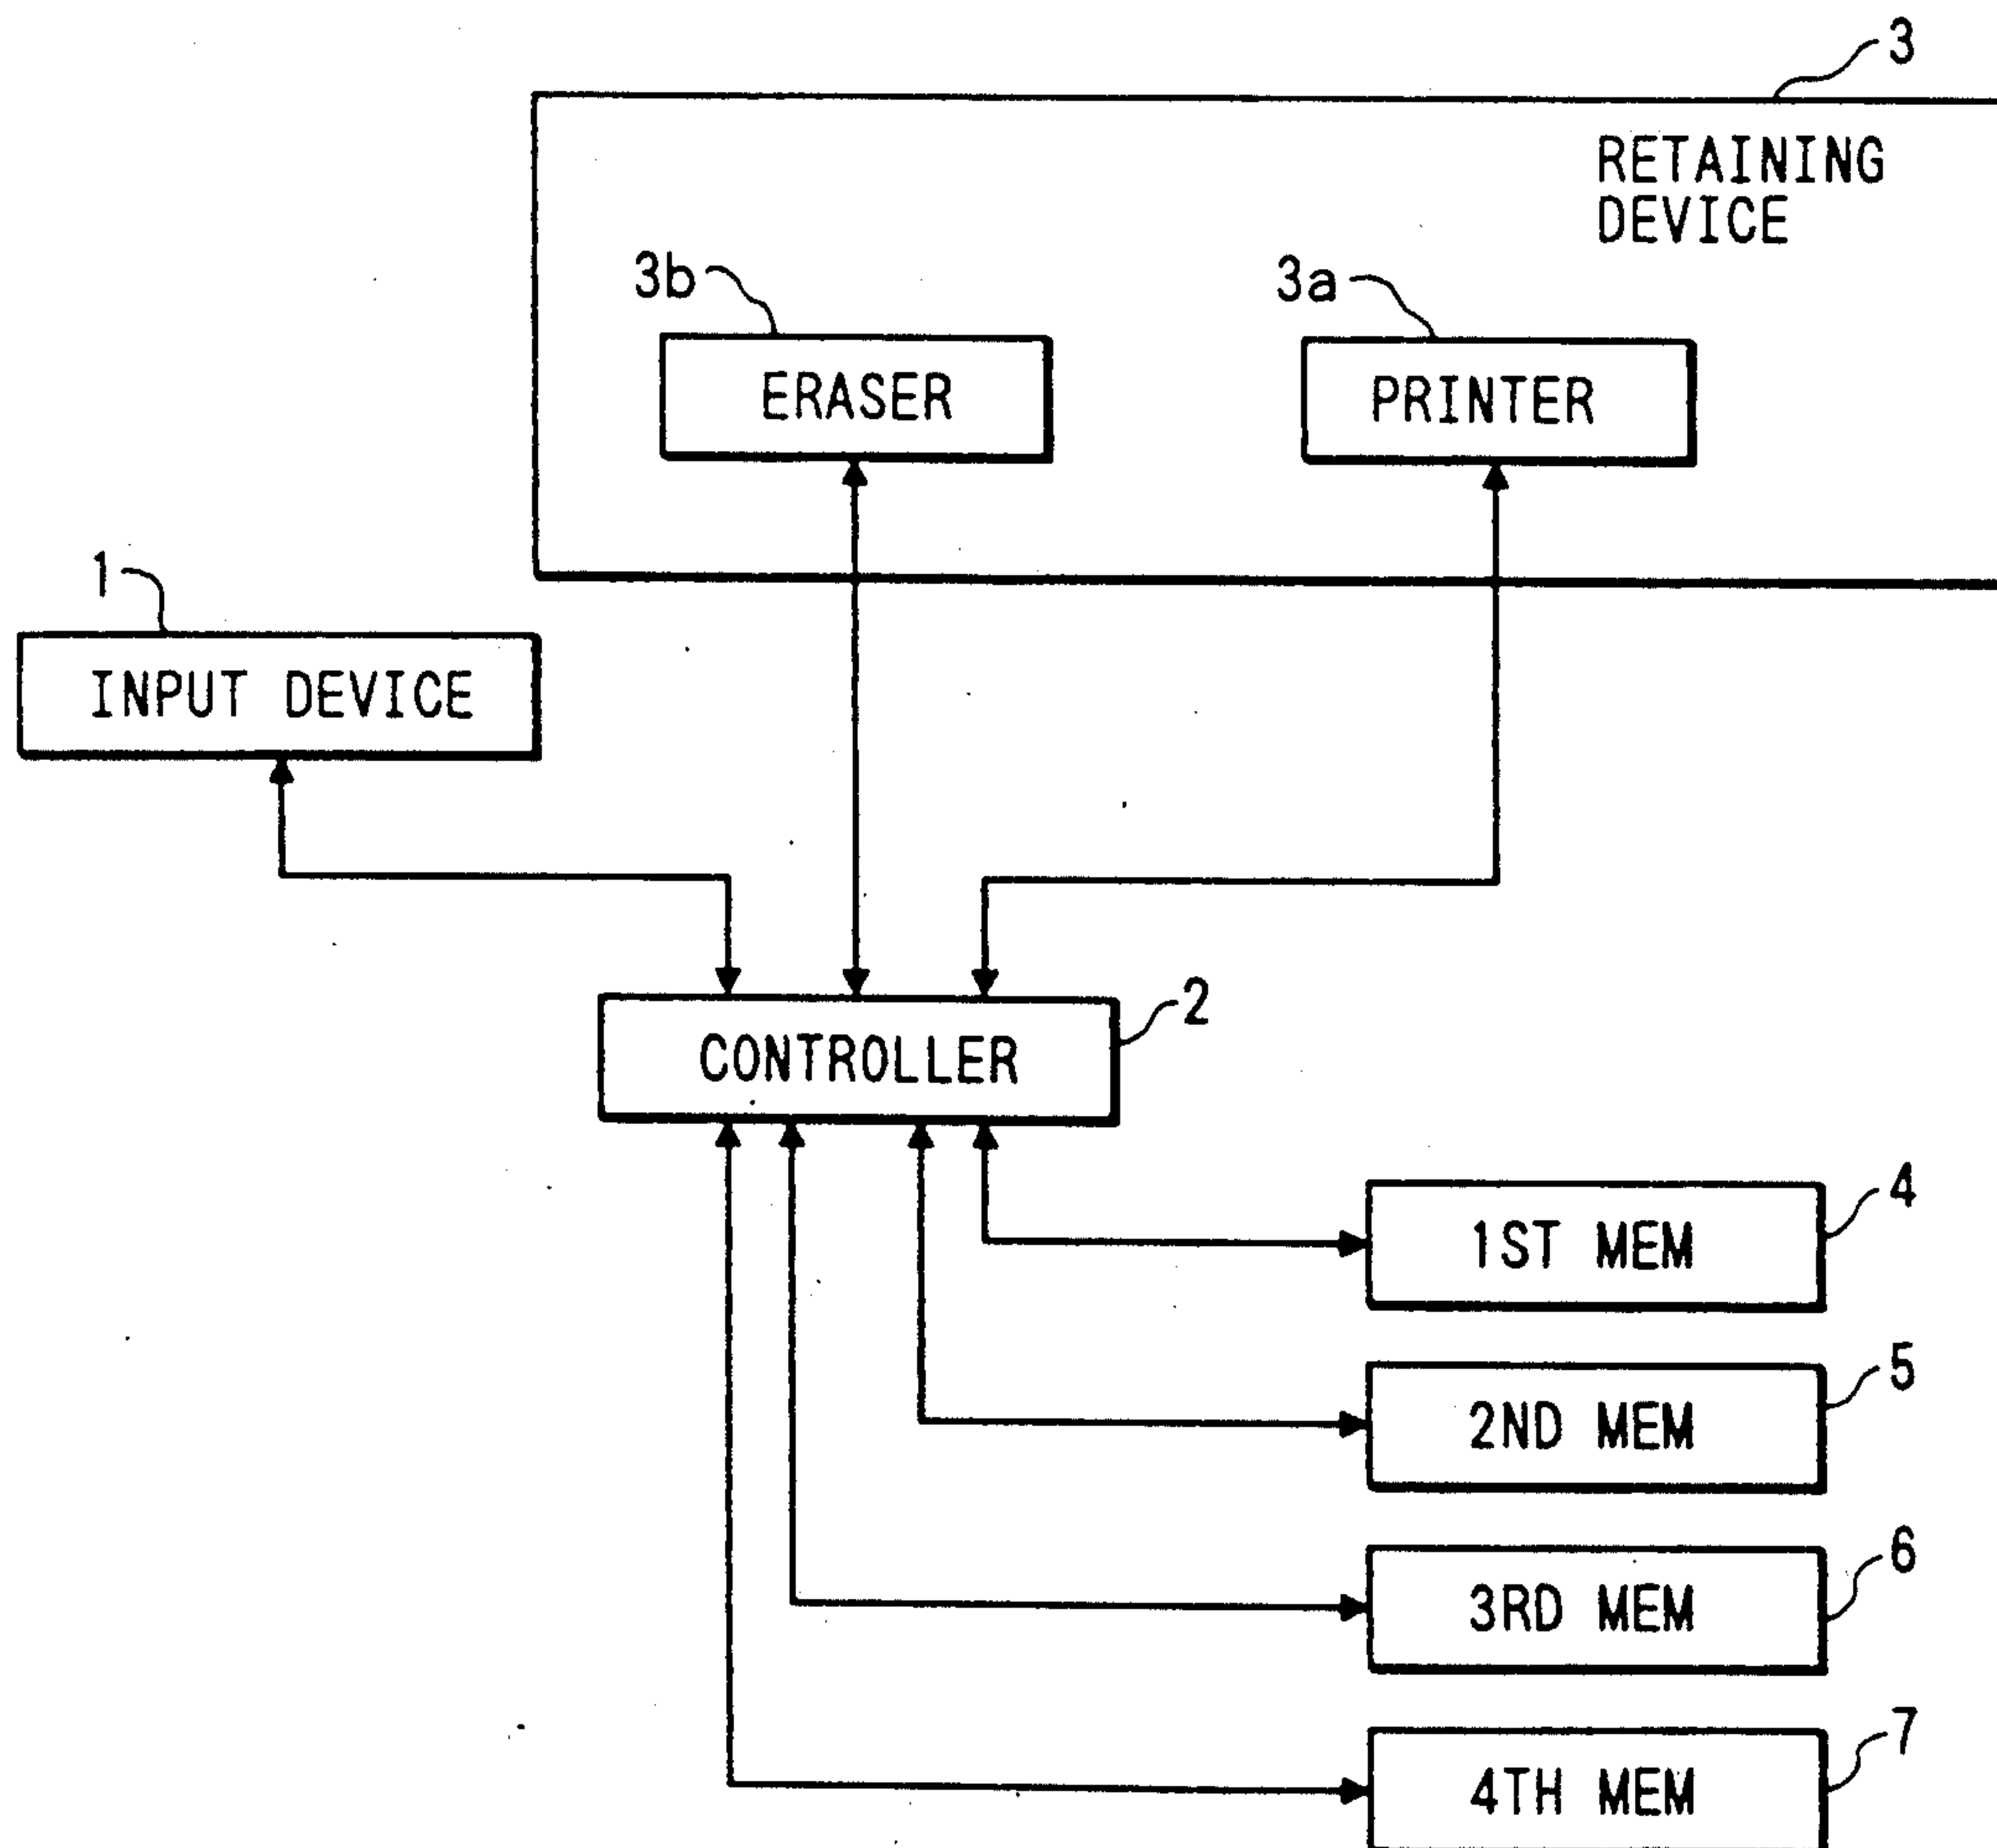 3
RETAINING
DEVICE
3b
3a
ERASER
PRINTER
1
INPUT DEVICE
2
CONTROLLER
4
1ST MEM
5
2ND MEM
6
3RD MEM
7
4TH MEM